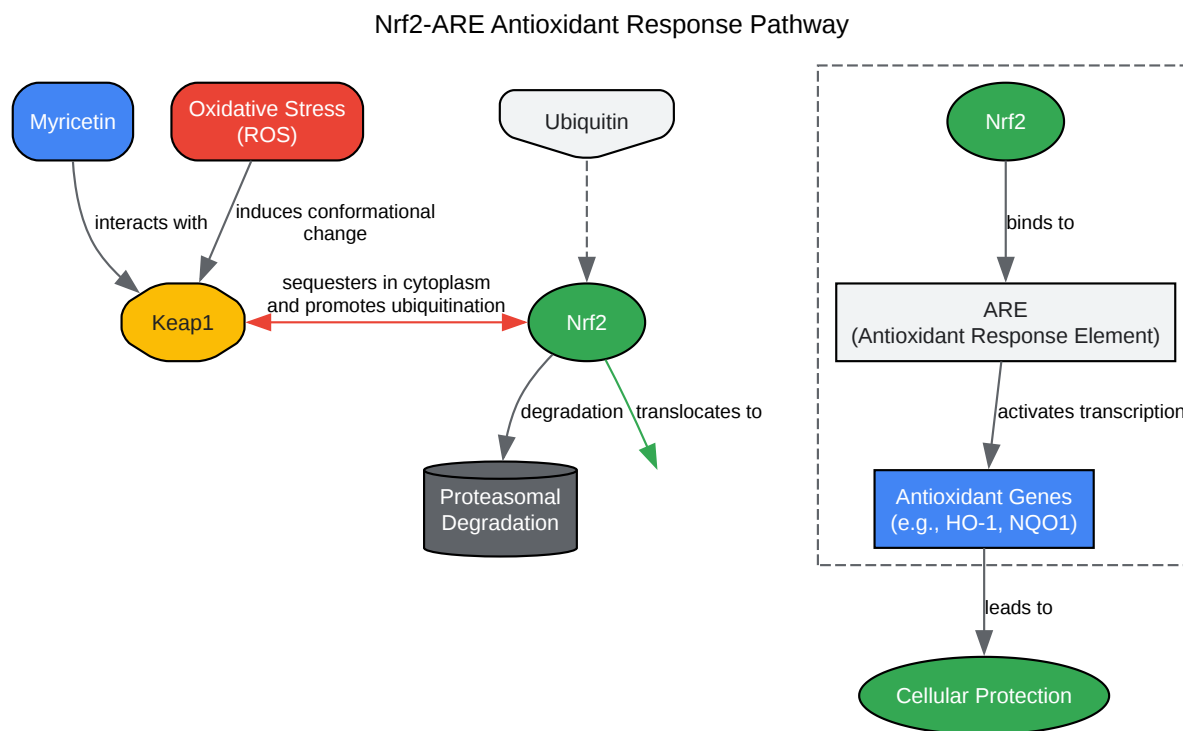 Nrf2-ARE Antioxidant Response Pathway
Myricetin
Oxidative Stress
(ROS)
Ubiquitin
Nrf2
interacts with
induces conformational
change
binds to
sequesters in cytoplasm
and promotes ubiquitination
Keap1
Nrf2
ARE
(Antioxidant Response Element)
degradation
translocates to
activates transcription
Proteasomal
Degradation
Antioxidant Genes
(e.g., HO-1, NQO1)
leads to
Cellular Protection